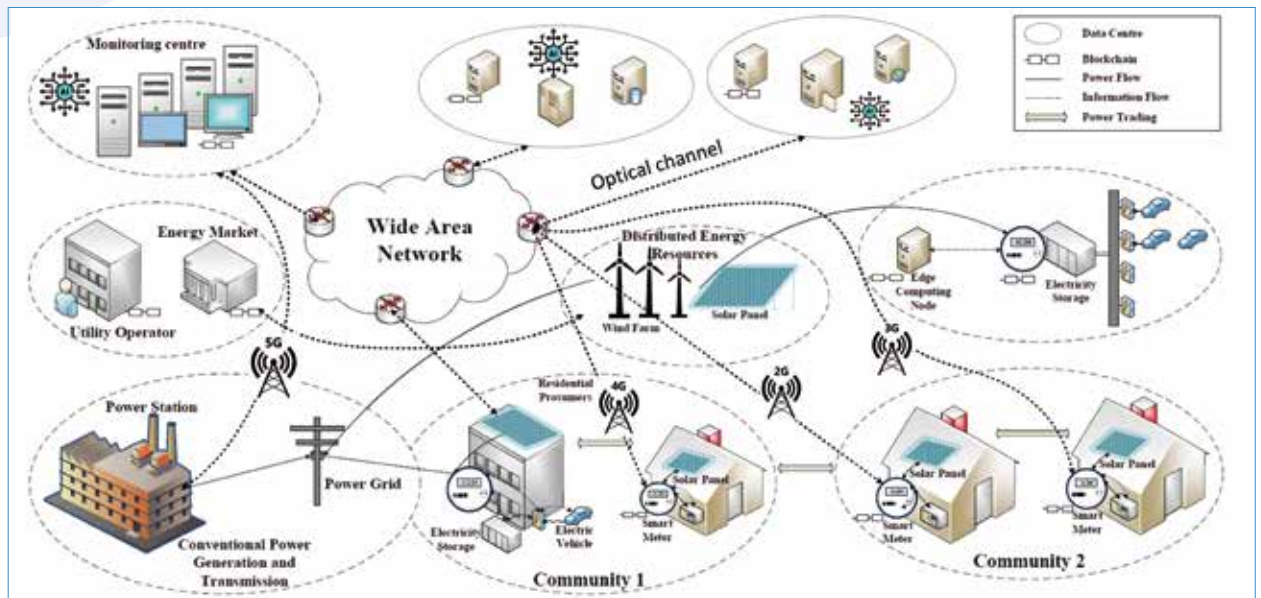 Monitoring centre
AI
AI
AI
Data Centre
Blockchain
Power Flow
Information Flow
Power Trading
Optical channel
Wide Area
Network
Energy Market
Utility Operator
Distributed Energy
Resources
Wind Farm
Solar Panel
Edge
Computing
Node
Electricity
Storage
5G
4G
2G
3G
Power Station
Power Grid
Conventional Power
Generation and
Transmission
Residential
Prosumers
Electricity
Storage
Electric
Vehicle
Solar Panel
Smart
Meter
Community 1
Solar Panel
Smart
Meter
Solar Panel
Smart
Meter
Community 2